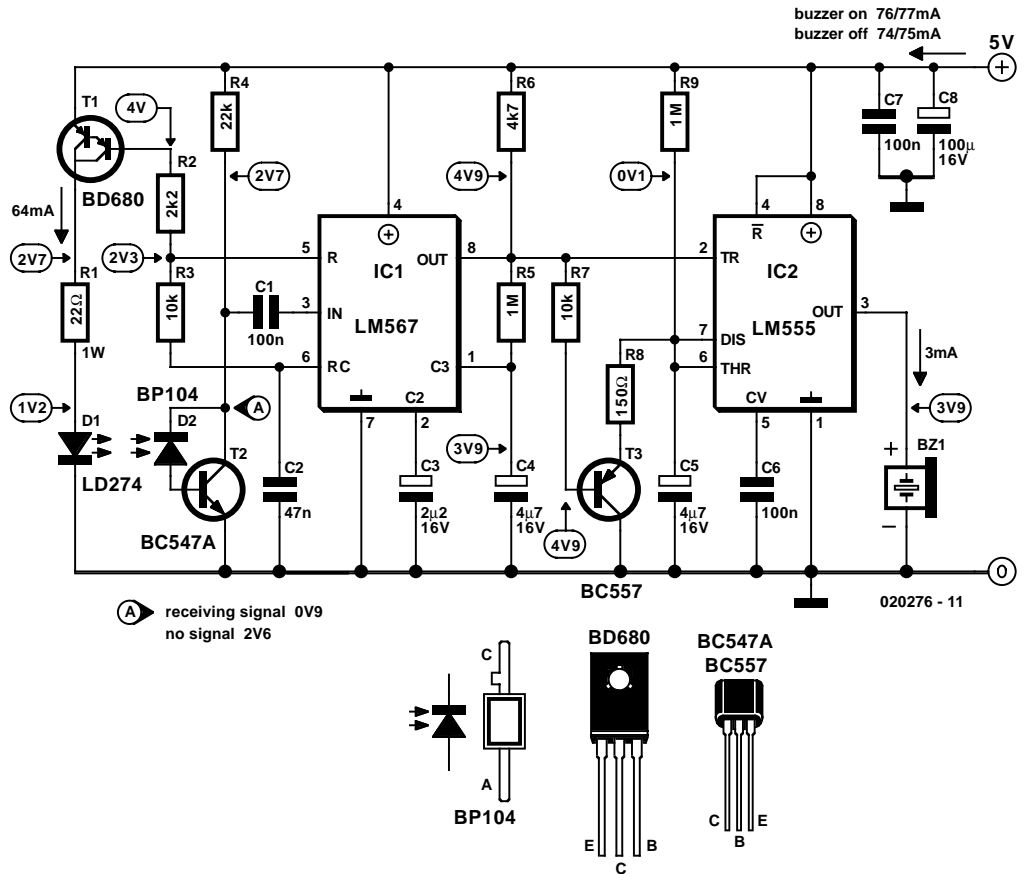 buzzer on 76/77mA
buzzer off 74/75mA
5V
T1
4V
BD680
64mA
2V7
R1
22Ω
1W
1V2
D1
LD274
R2
2k2
2V3
R3
10k
BP104
D2
R4
22k
2V7
C1
100n
A
T2
BC547A
C2
47n
4
5
R
3
IN
6
RC
IC1
LM567
OUT
8
C3
1
C2
7
2
C3
2µ2
16V
R6
4k7
4V9
R5
1M
3V9
C4
4µ7
16V
R7
10k
4V9
R8
150Ω
T3
BC557
R9
1M
0V1
C5
4µ7
16V
4
R
8
2
TR
IC2
LM555
OUT
3
7
DIS
6
THR
CV
5
1
C6
100n
C7
100n
C8
100µ
16V
3mA
3V9
BZ1
+
−
0
020276 - 11
A receiving signal 0V9
no signal 2V6
C
A
BP104
BD680
E
C
B
BC547A
BC557
C
B
E